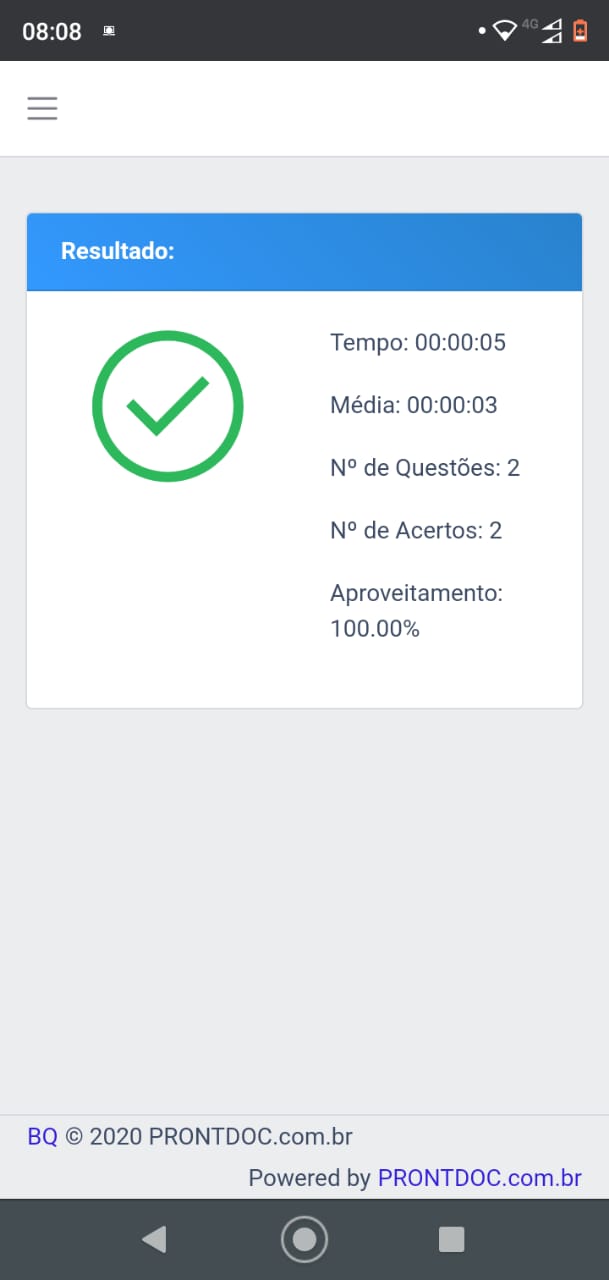 08:08
4G
Resultado:
Tempo: 00:00:05
Média: 00:00:03
Nº de Questões: 2
Nº de Acertos: 2
Aproveitamento:
100.00%
BQ © 2020 PRONTDOC.com.br
Powered by PRONTDOC.com.br